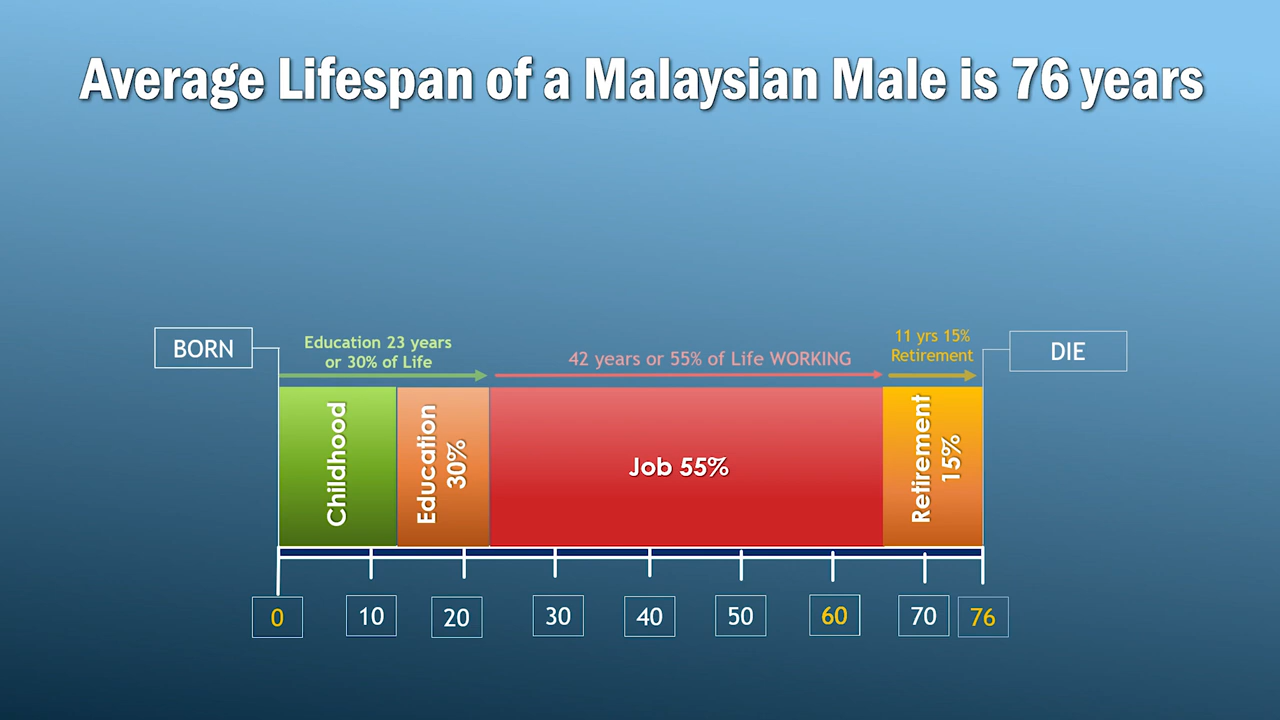 Average Lifespan of a Malaysian Male is 76 years
BORN
Education 23 years
or 30% of Life
42 years or 55% of Life WORKING
11 yrs 15%
Retirement
DIE
Childhood
Education
30%
Job 55%
Retirement
15%
0
10
20
30
40
50
60
70
76